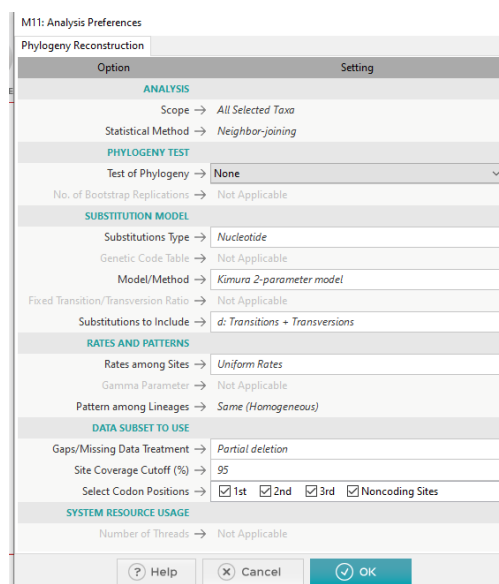 M11: Analysis Preferences
Phylogeny Reconstruction
Option Setting
ANALYSIS
Scope → All Selected Taxa
Statistical Method → Neighbor-joining
PHYLOGENY TEST
Test of Phylogeny → None
No. of Bootstrap Replications → Not Applicable
SUBSTITUTION MODEL
Substitutions Type → Nucleotide
Genetic Code Table → Not Applicable
Model/Method → Kimura 2-parameter model
Fixed Transition/Transversion Ratio → Not Applicable
Substitutions to Include → d: Transitions + Transversions
RATES AND PATTERNS
Rates among Sites → Uniform Rates
Gamma Parameter → Not Applicable
Pattern among Lineages → Same (Homogeneous)
DATA SUBSET TO USE
Gaps/Missing Data Treatment → Partial deletion
Site Coverage Cutoff (%) → 95
Select Codon Positions → 1st 2nd 3rd Noncoding Sites
SYSTEM RESOURCE USAGE
Number of Threads → Not Applicable
? Help Cancel OK